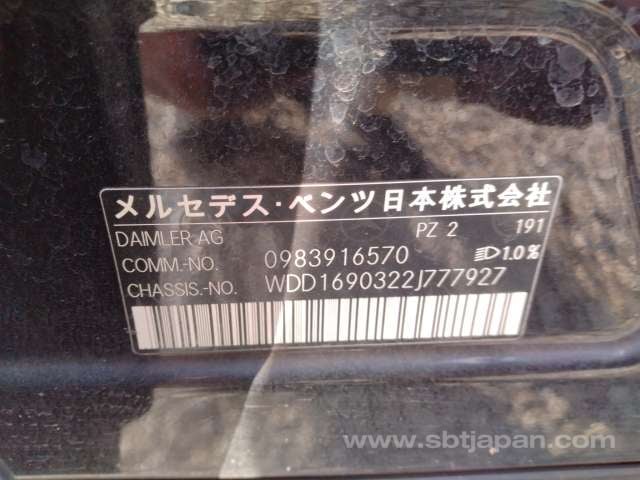 メルセデス・ベンツ日本株式会社
DAIMLER AG PZ 2 191
COMM.-NO. 0983916570 1.0%
CHASSIS.-NO. WDD1690322J777927
www.sbtjapan.com